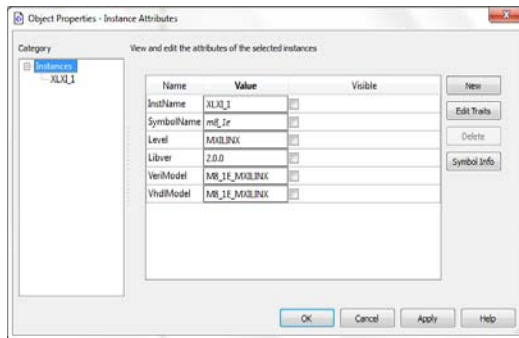 Object Properties - Instance Attributes
Category
View and edit the attributes of the selected instances
Instances
XLXI_1
Name Value Visible
InstName XLXI_1
SymbolName m8_1e
Level MXILINX
Libver 2.0.0
VeriModel M8_1E_MXILINX
VhdlModel M8_1E_MXILINX
New
Edit Traits
Delete
Symbol Info
OK Cancel Apply Help